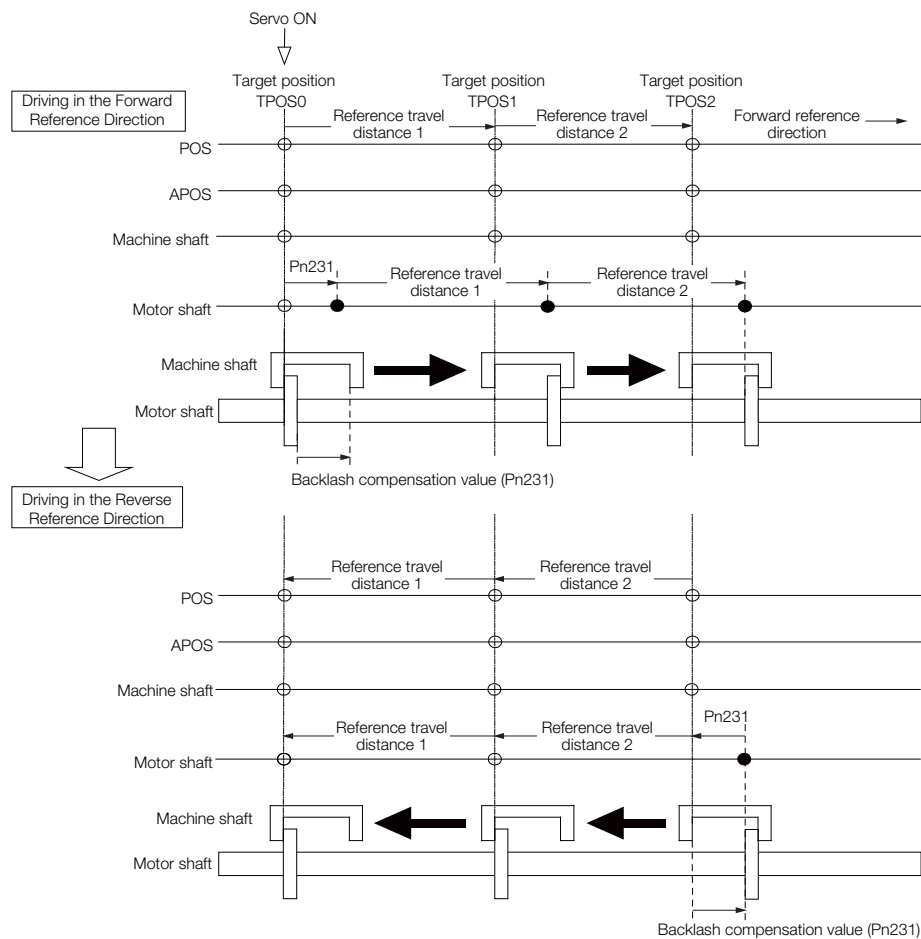 Servo ON
Target position
TPOS0
Target position
TPOS1
Target position
TPOS2
Driving in the Forward
Reference Direction
Reference travel
distance 1
Reference travel
distance 2
Forward reference
direction
POS
APOS
Machine shaft
Pn231
Reference travel
distance 1
Reference travel
distance 2
Motor shaft
Machine shaft
Motor shaft
Backlash compensation value (Pn231)
Driving in the Reverse
Reference Direction
Reference travel
distance 1
Reference travel
distance 2
POS
APOS
Machine shaft
Reference travel
distance 1
Reference travel
distance 2
Pn231
Motor shaft
Machine shaft
Motor shaft
Backlash compensation value (Pn231)